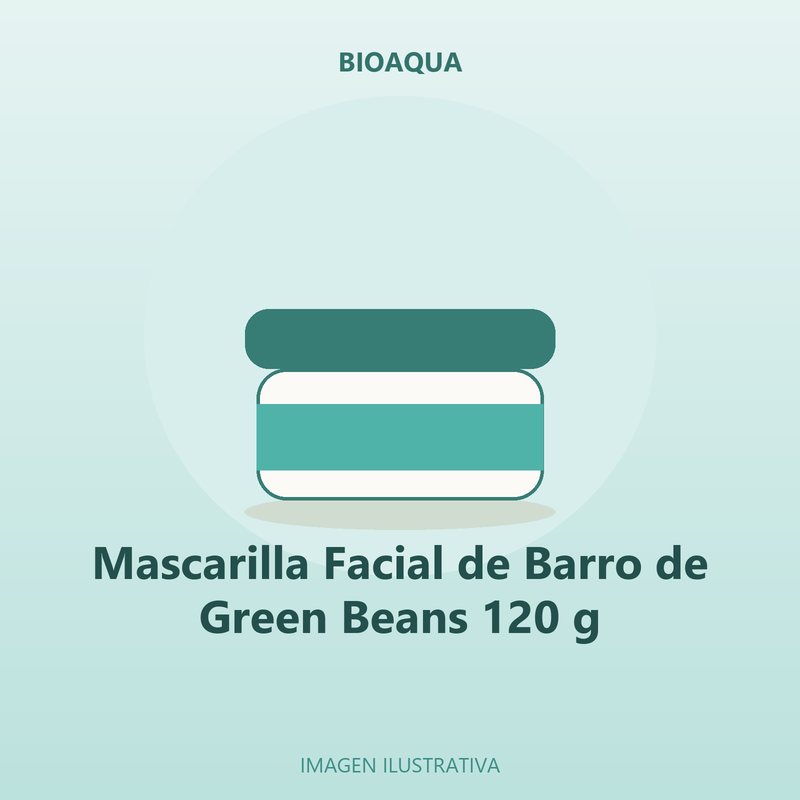 BIOAQUA
Mascarilla Facial de Barro de
Green Beans 120 g
IMAGEN ILUSTRATIVA